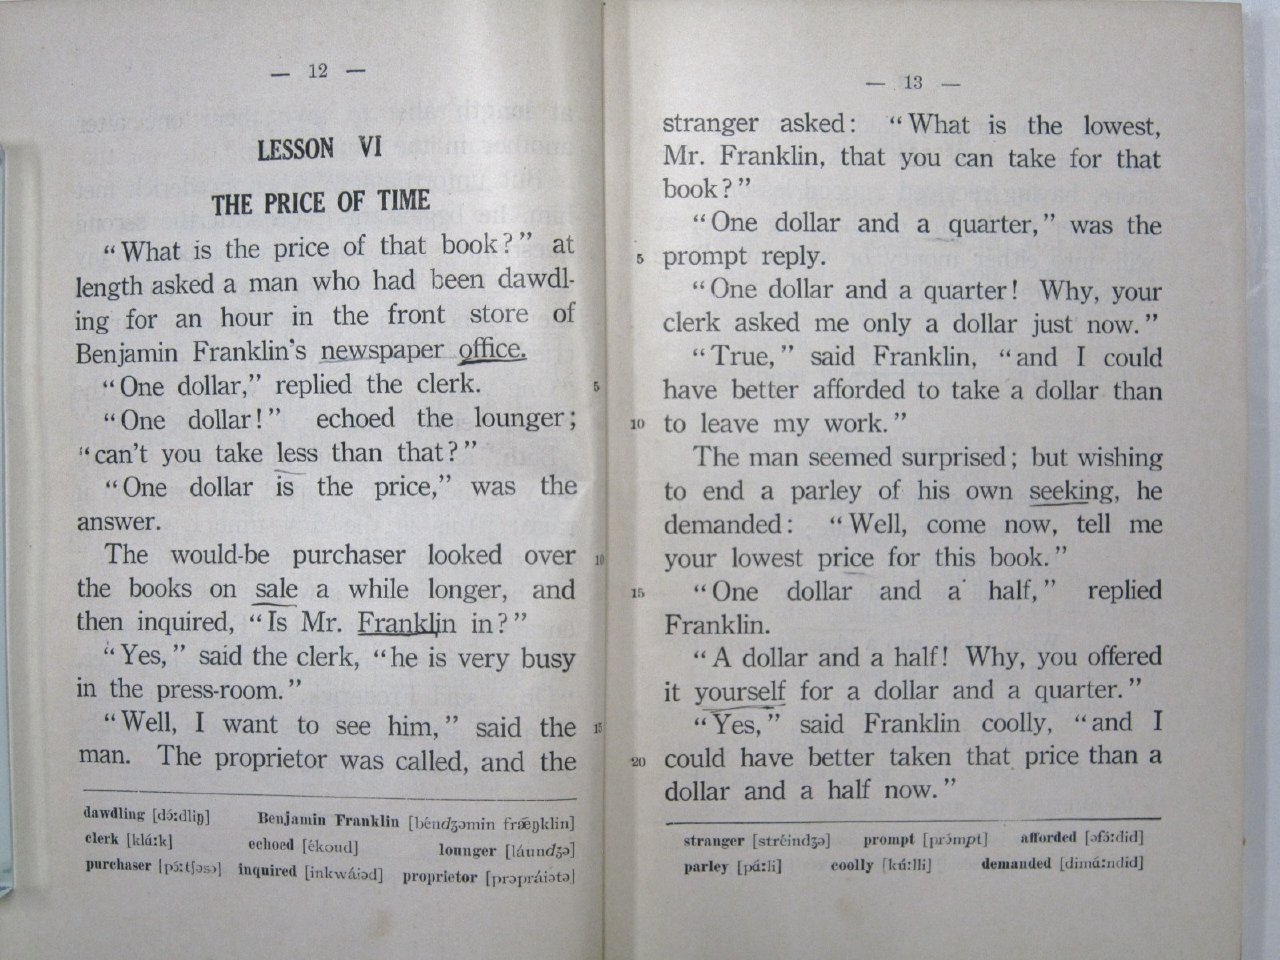 — 12 —
LESSON VI
THE PRICE OF TIME
“What is the price of that book?” at
length asked a man who had been dawdl-
ing for an hour in the front store of
Benjamin Franklin's newspaper office.
“One dollar,” replied the clerk. 5
“One dollar!” echoed the lounger;
“can't you take less than that?”
“One dollar is the price,” was the
answer.
The would-be purchaser looked over 10
the books on sale a while longer, and
then inquired, “Is Mr. Franklin in?”
“Yes,” said the clerk, “he is very busy
in the press-room.”
“Well, I want to see him,” said the 15
man. The proprietor was called, and the
dawdling [dɔ́ːdliŋ] Benjamin Franklin [béndʒəmin frǽŋklin]
clerk [kláːk] echoed [ékoud] lounger [láundʒə]
purchaser [pə́ːtʃəsə] inquired [inkwáiəd] proprietor [prəpráiətə]
— 13 —
stranger asked: “What is the lowest,
Mr. Franklin, that you can take for that
book?”
“One dollar and a quarter,” was the
5 prompt reply.
“One dollar and a quarter! Why, your
clerk asked me only a dollar just now.”
“True,” said Franklin, “and I could
have better afforded to take a dollar than
10 to leave my work.”
The man seemed surprised; but wishing
to end a parley of his own seeking, he
demanded: “Well, come now, tell me
your lowest price for this book.”
15 “One dollar and a half,” replied
Franklin.
“A dollar and a half! Why, you offered
it yourself for a dollar and a quarter.”
“Yes,” said Franklin coolly, “and I
20 could have better taken that price than a
dollar and a half now.”
stranger [stréindʒə] prompt [prɔ́mpt] afforded [əfɔ́ːdid]
parley [páːli] coolly [kúːlli] demanded [dimáːndid]